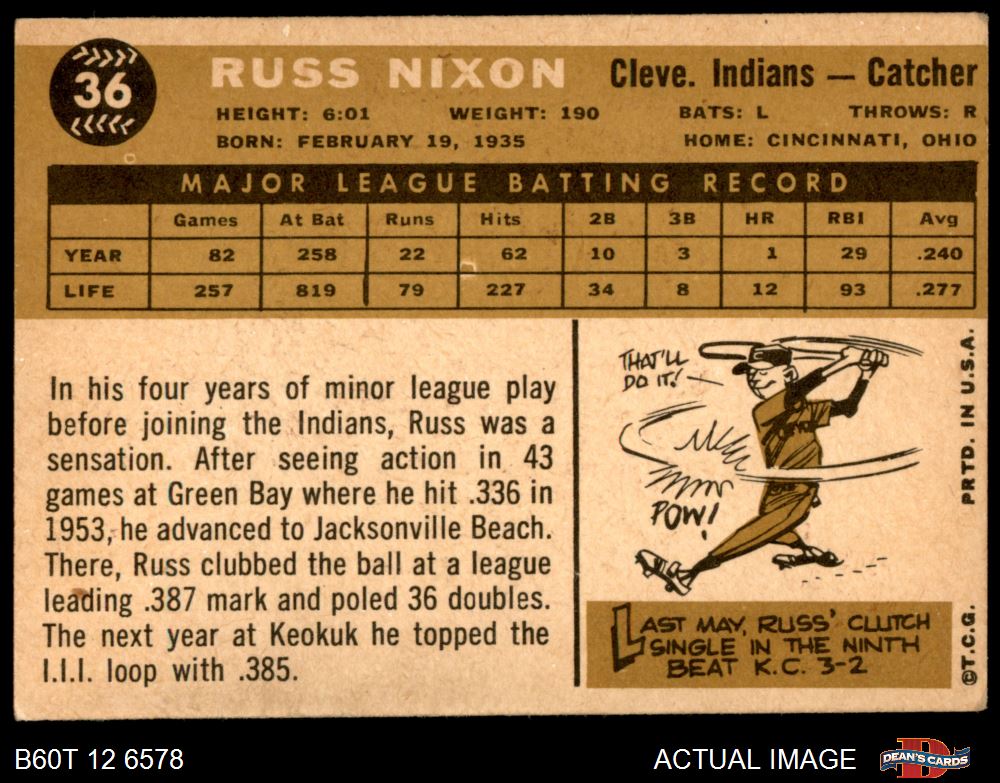 36
RUSS NIXON Cleve. Indians — Catcher
HEIGHT: 6:01 WEIGHT: 190 BATS: L THROWS: R
BORN: FEBRUARY 19, 1935 HOME: CINCINNATI, OHIO
MAJOR LEAGUE BATTING RECORD
Games At Bat Runs Hits 2B 3B HR RBI Avg
YEAR 82 258 22 62 10 3 1 29 .240
LIFE 257 819 79 227 34 8 12 93 .277
In his four years of minor league play
before joining the Indians, Russ was a
sensation. After seeing action in 43
games at Green Bay where he hit .336 in
1953, he advanced to Jacksonville Beach.
There, Russ clubbed the ball at a league
leading .387 mark and poled 36 doubles.
The next year at Keokuk he topped the
I.I.I. loop with .385.
THAT'LL
DO IT!
POW!
LAST MAY, RUSS' CLUTCH
SINGLE IN THE NINTH
BEAT K.C. 3-2
PRTD. IN U.S.A.
©T.C.G.
B60T 12 6578
ACTUAL IMAGE
D
DEAN'S CARDS